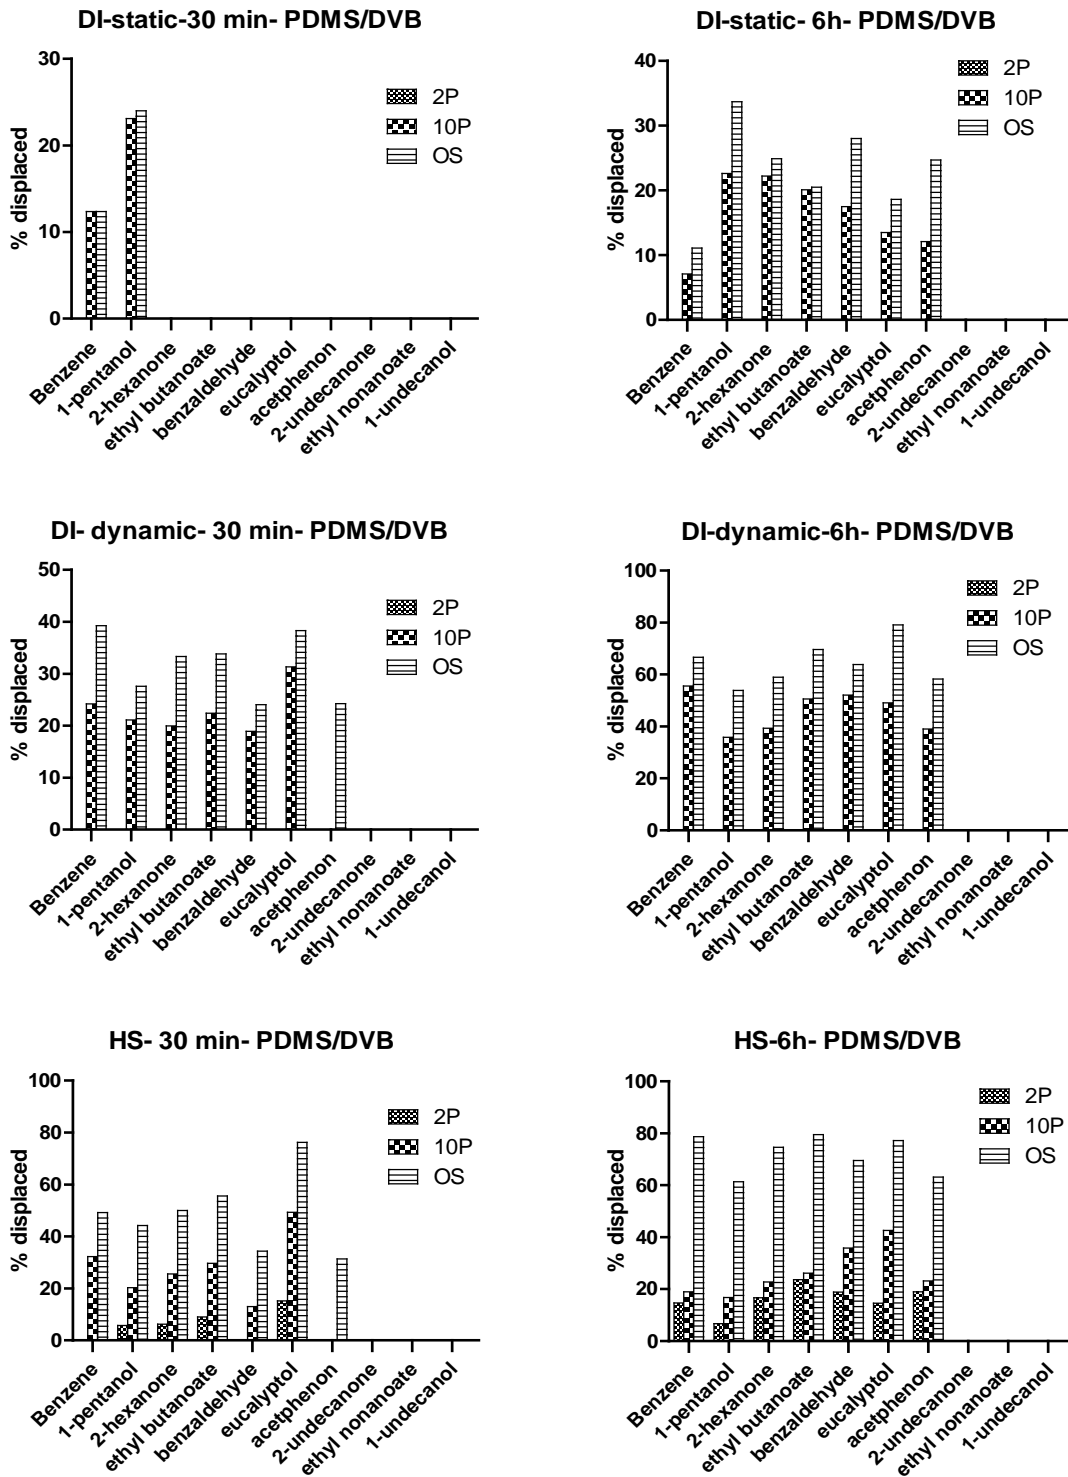 DI-static-30 min- PDMS/DVB
30
20
10
0
% displaced
2P
10P
OS
Benzene
1-pentanol
2-hexanone
ethyl butanoate
benzaldehyde
eucalyptol
acetphenon
2-undecanone
ethyl nonanoate
1-undecanol
DI-static- 6h- PDMS/DVB
40
30
20
10
0
% displaced
2P
10P
OS
Benzene
1-pentanol
2-hexanone
ethyl butanoate
benzaldehyde
eucalyptol
acetphenon
2-undecanone
ethyl nonanoate
1-undecanol
DI- dynamic- 30 min- PDMS/DVB
50
40
30
20
10
0
% displaced
2P
10P
OS
Benzene
1-pentanol
2-hexanone
ethyl butanoate
benzaldehyde
eucalyptol
acetphenon
2-undecanone
ethyl nonanoate
1-undecanol
DI-dynamic-6h- PDMS/DVB
100
80
60
40
20
0
% displaced
2P
10P
OS
Benzene
1-pentanol
2-hexanone
ethyl butanoate
benzaldehyde
eucalyptol
acetphenon
2-undecanone
ethyl nonanoate
1-undecanol
HS- 30 min- PDMS/DVB
100
80
60
40
20
0
% displaced
2P
10P
OS
Benzene
1-pentanol
2-hexanone
ethyl butanoate
benzaldehyde
eucalyptol
acetphenon
2-undecanone
ethyl nonanoate
1-undecanol
HS-6h- PDMS/DVB
100
80
60
40
20
0
% displaced
2P
10P
OS
Benzene
1-pentanol
2-hexanone
ethyl butanoate
benzaldehyde
eucalyptol
acetphenon
2-undecanone
ethyl nonanoate
1-undecanol